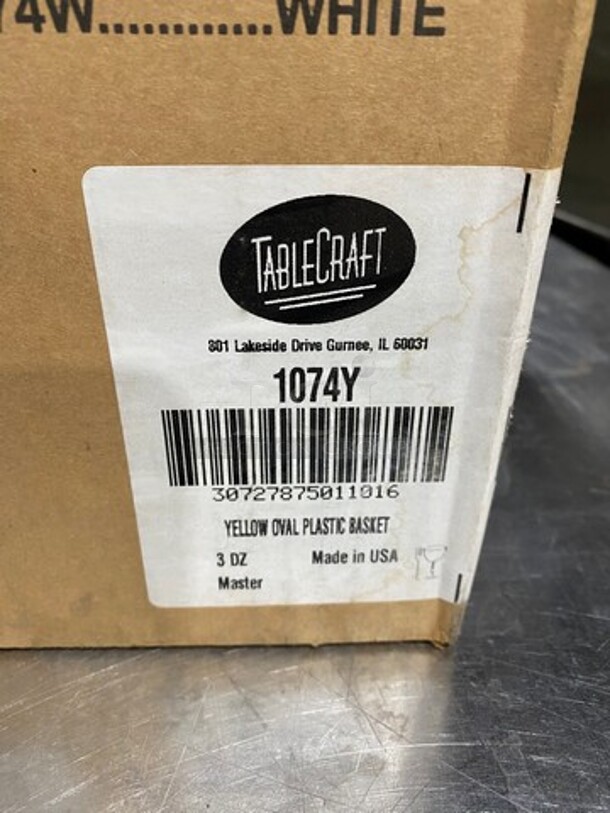 74W............WHITE
TABLECRAFT
801 Lakeside Drive Gurnee, IL 60031
1074Y
30727875011016
YELLOW OVAL PLASTIC BASKET
3 DZ Made in USA
Master